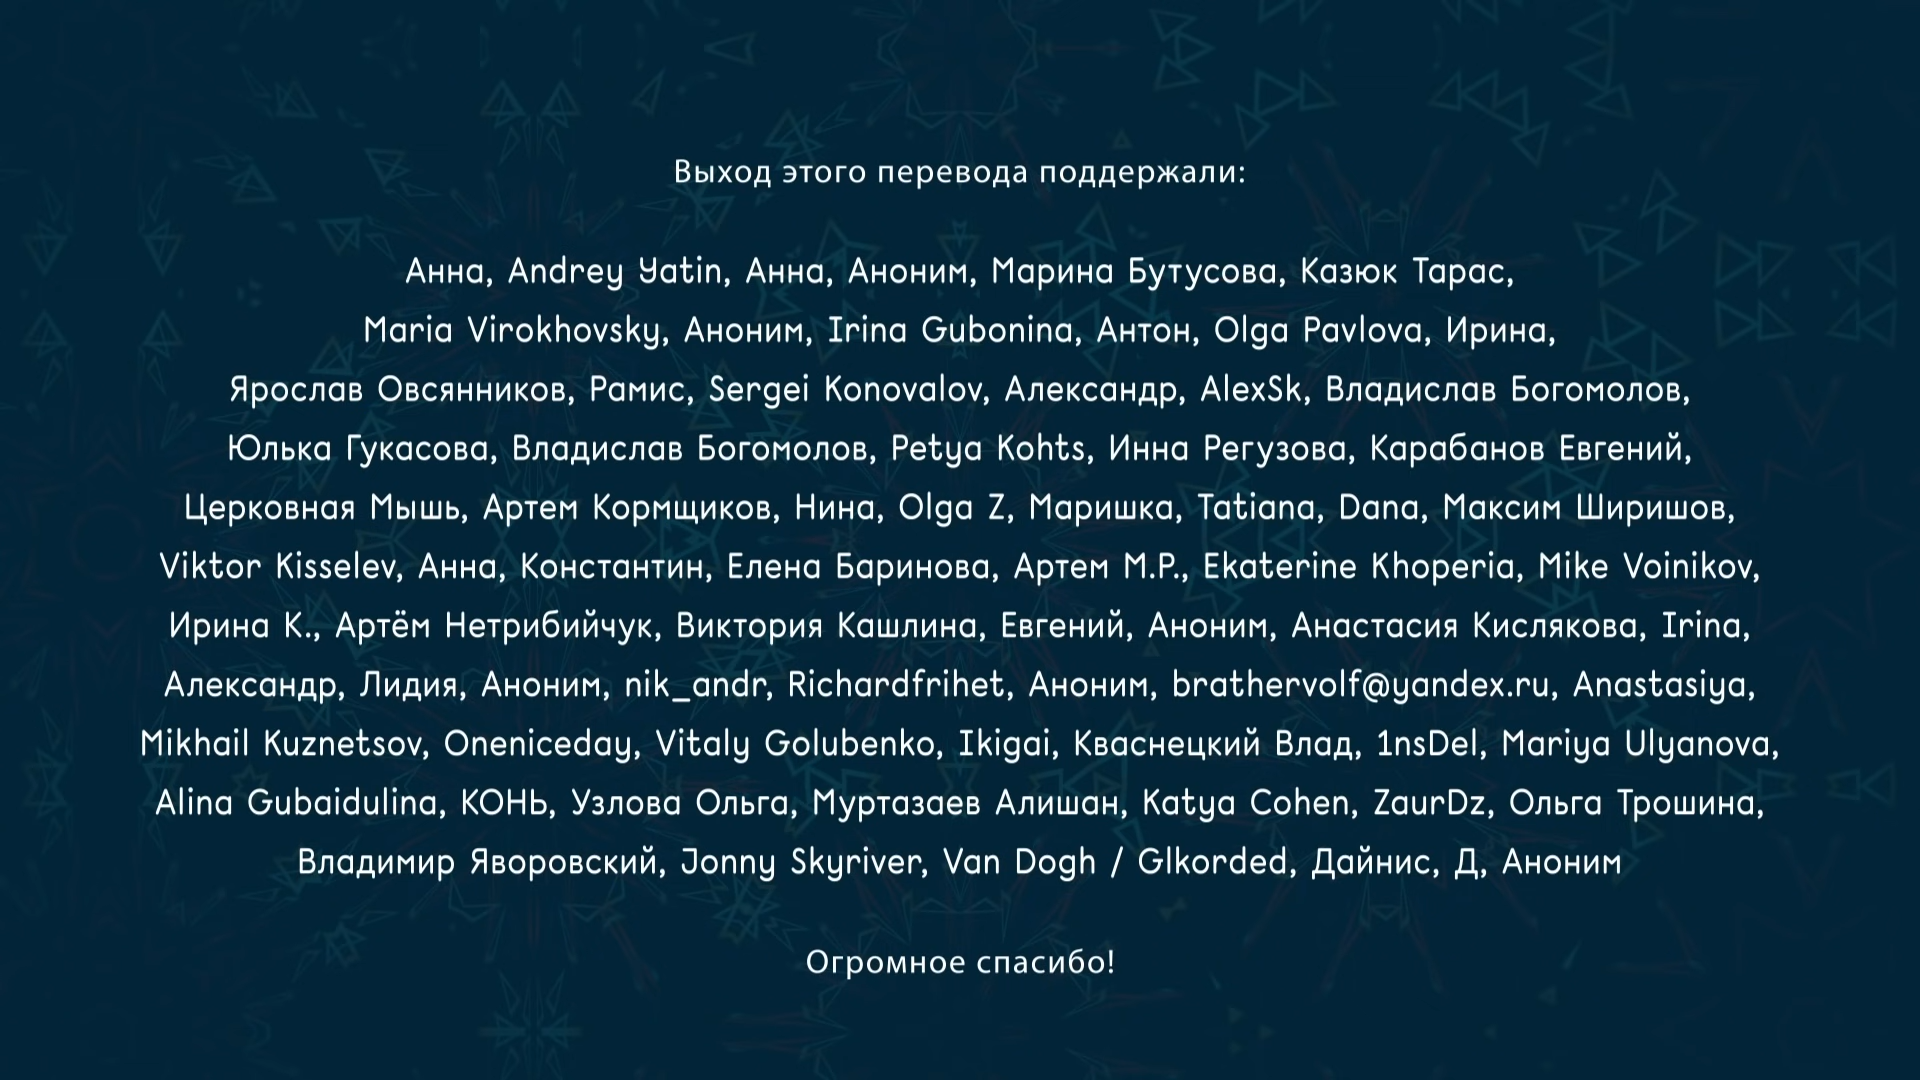 Выход этого перевода поддержали:
Анна, Andrey Yatin, Анна, Аноним, Марина Бутусова, Казюк Тарас,
Maria Virokhovsky, Аноним, Irina Gubonina, Антон, Olga Pavlova, Ирина,
Ярослав Овсянников, Рамис, Sergei Konovalov, Александр, AlexSk, Владислав Богомолов,
Юлька Гукасова, Владислав Богомолов, Petya Kohts, Инна Регузова, Карабанов Евгений,
Церковная Мышь, Артем Кормщиков, Нина, Olga Z, Маришка, Tatiana, Dana, Максим Ширишов,
Viktor Kisselev, Анна, Константин, Елена Баринова, Артем М.Р., Ekaterine Khoperia, Mike Voinikov,
Ирина К., Артём Нетрибийчук, Виктория Кашлина, Евгений, Аноним, Анастасия Кислякова, Irina,
Александр, Лидия, Аноним, nik_andr, Richardfrihet, Аноним, brathervolf@yandex.ru, Anastasiya,
Mikhail Kuznetsov, Oneniceday, Vitaly Golubenko, Ikigai, Кваснецкий Влад, 1nsDel, Mariya Ulyanova,
Alina Gubaidulina, КОНЬ, Узлова Ольга, Муртазаев Алишан, Katya Cohen, ZaurDz, Ольга Трошина,
Владимир Яворовский, Jonny Skyriver, Van Dogh / Glkorded, Дайнис, Д, Аноним
Огромное спасибо!